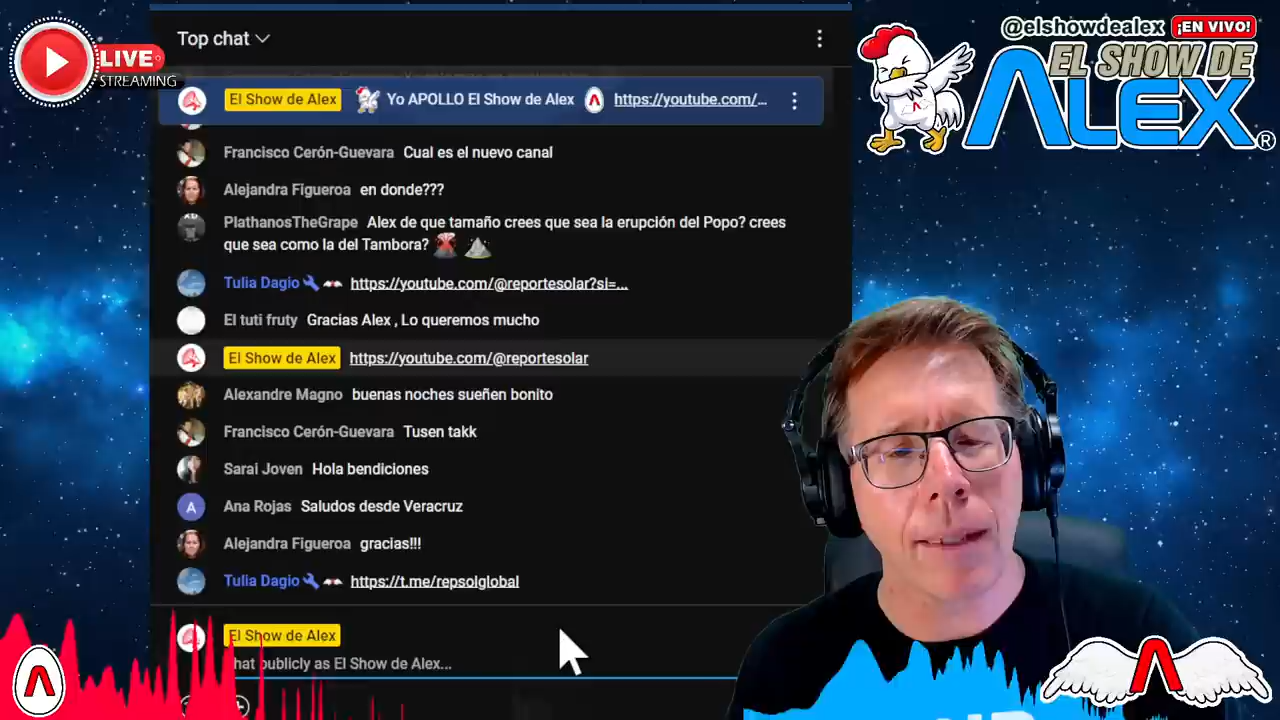 LIVE
STREAMING
Top chat
@elshowdealex ¡EN VIVO!
EL SHOW DE
ALEX®
El Show de Alex Yo APOLLO El Show de Alex https://youtube.com/...
Francisco Cerón-Guevara Cual es el nuevo canal
Alejandra Figueroa en donde???
PlathanosTheGrape Alex de que tamaño crees que sea la erupción del Popo? crees
que sea como la del Tambora?
Tulia Dagio https://youtube.com/@reportesolar?si=...
El tuti fruty Gracias Alex , Lo queremos mucho
El Show de Alex https://youtube.com/@reportesolar
Alexandre Magno buenas noches sueñen bonito
Francisco Cerón-Guevara Tusen takk
Sarai Joven Hola bendiciones
A Ana Rojas Saludos desde Veracruz
Alejandra Figueroa gracias!!!
Tulia Dagio https://t.me/repsolglobal
El Show de Alex
hat publicly as El Show de Alex...